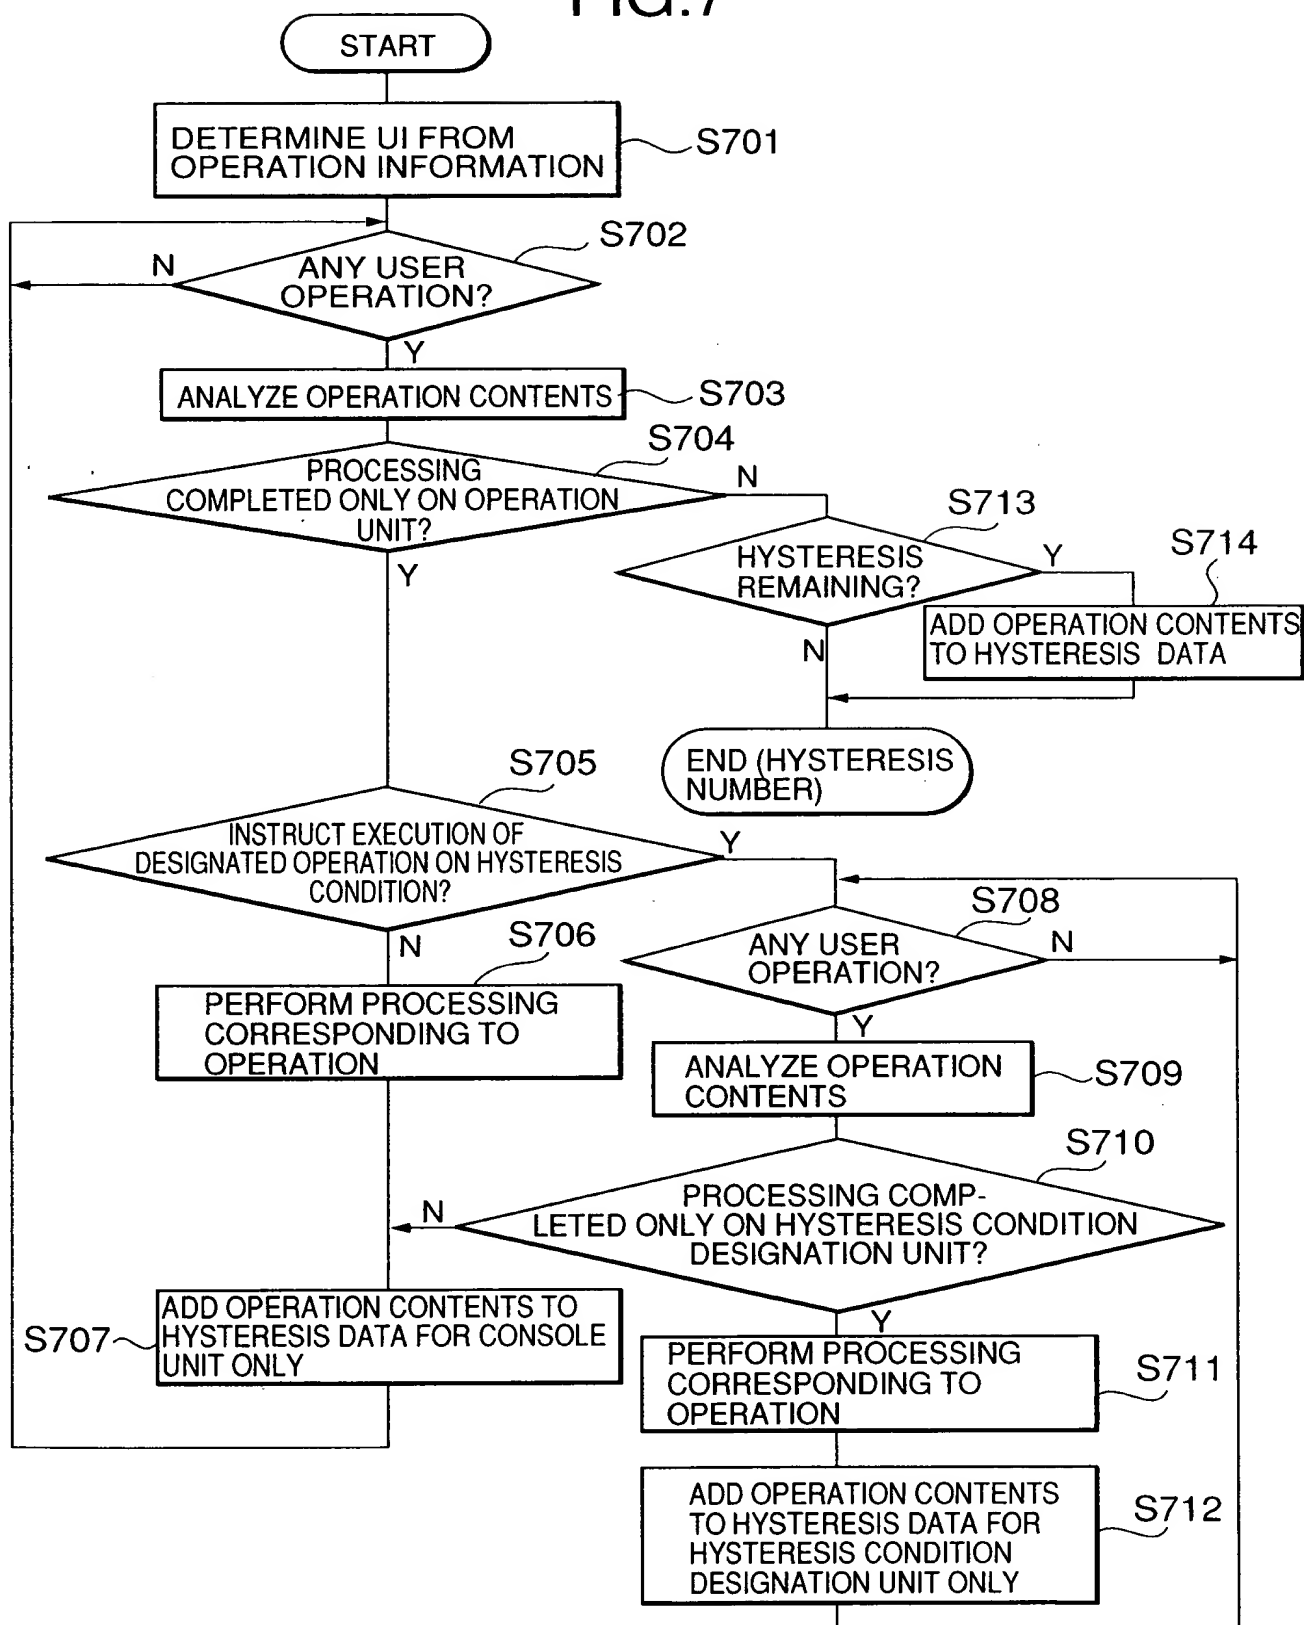 FIG.7
START
DETERMINE UI FROM
OPERATION INFORMATION
S701
S702
N
ANY USER
OPERATION?
Y
ANALYZE OPERATION CONTENTS
S703
S704
PROCESSING
COMPLETED ONLY ON OPERATION
UNIT?
N
Y
S713
HYSTERESIS
REMAINING?
Y
N
S714
ADD OPERATION CONTENTS
TO HYSTERESIS DATA
END (HYSTERESIS
NUMBER)
S705
INSTRUCT EXECUTION OF
DESIGNATED OPERATION ON HYSTERESIS
CONDITION?
Y
N
S706
PERFORM PROCESSING
CORRESPONDING TO
OPERATION
S708
ANY USER
OPERATION?
N
Y
ANALYZE OPERATION
CONTENTS
S709
S710
PROCESSING COMP-
LETED ONLY ON HYSTERESIS CONDITION
DESIGNATION UNIT?
N
Y
S707
ADD OPERATION CONTENTS TO
HYSTERESIS DATA FOR CONSOLE
UNIT ONLY
PERFORM PROCESSING
CORRESPONDING TO
OPERATION
S711
ADD OPERATION CONTENTS
TO HYSTERESIS DATA FOR
HYSTERESIS CONDITION
DESIGNATION UNIT ONLY
S712